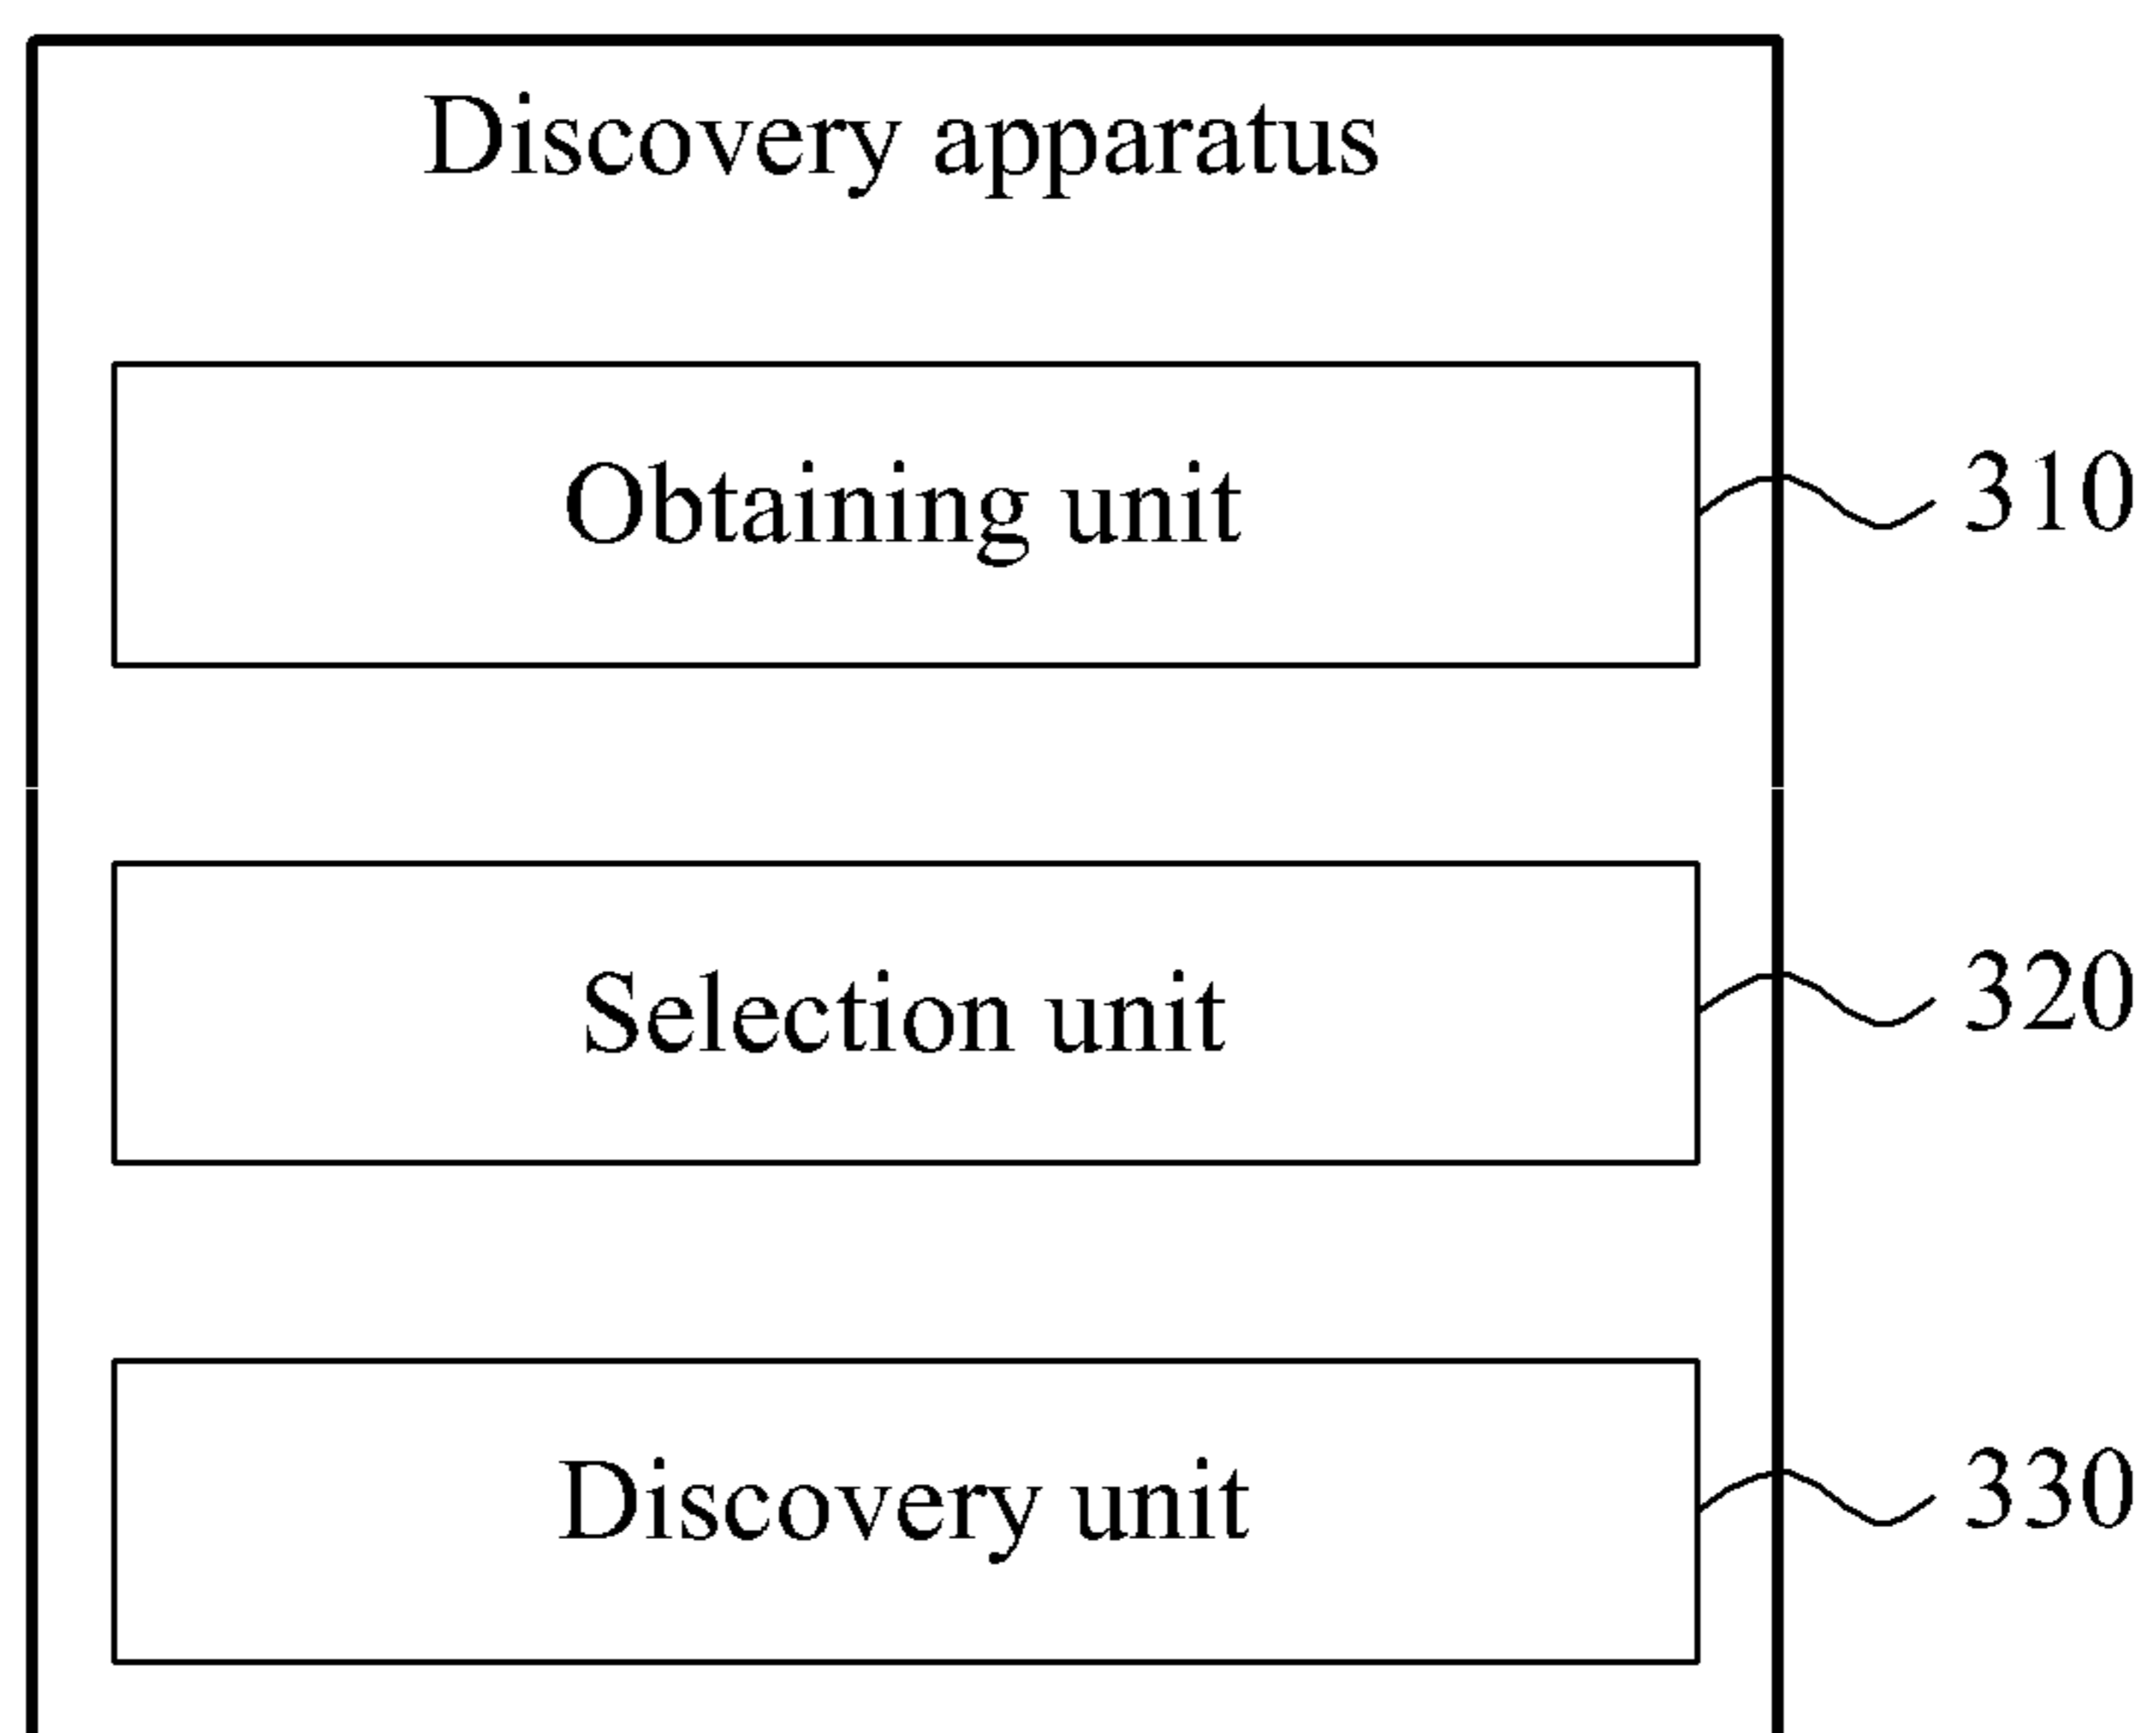 Discovery apparatus
Obtaining unit 310
Selection unit 320
Discovery unit 330